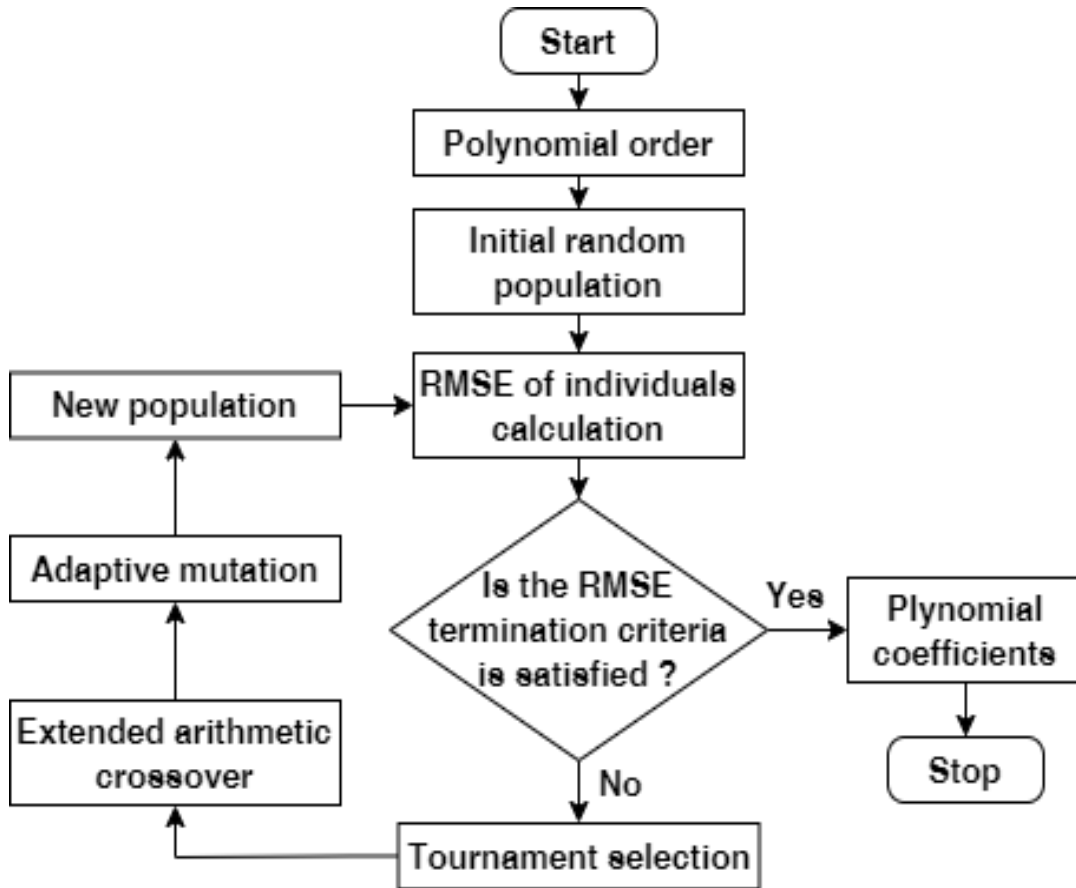 Start
Polynomial order
Initial random
population
RMSE of individuals
calculation
New population
Adaptive mutation
Is the RMSE
termination criteria
is satisfied ?
Yes
Plynomial
coefficients
Extended arithmetic
crossover
No
Stop
Tournament selection